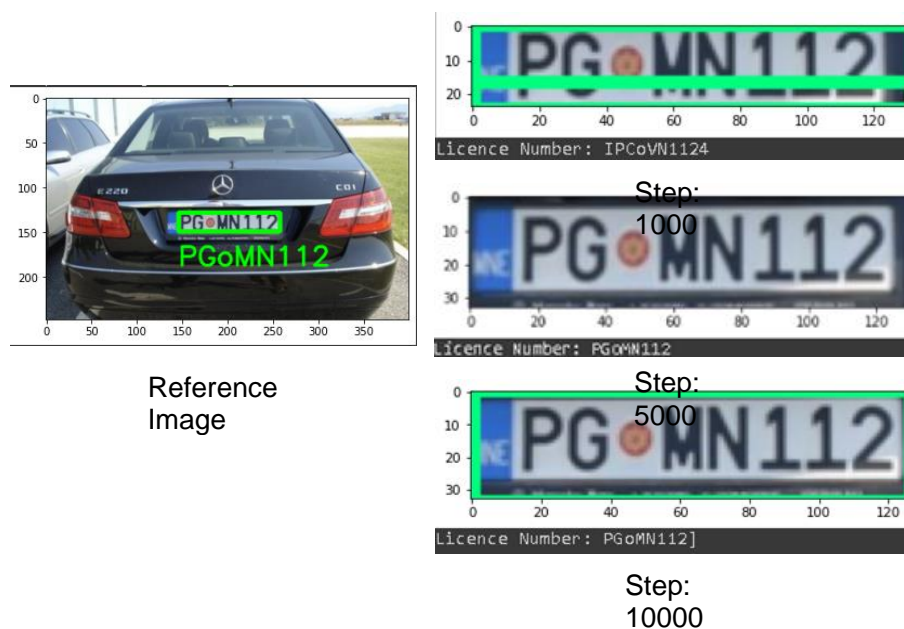 0
50
100
150
200
0 50 100 150 200 250 300 350
E220
CDI
PG MN112
PGoMN112
Reference
Image
0
10
20
PG MN112
0 20 40 60 80 100 120
Licence Number: IPCoVN1124
Step:
1000
0
10
20
30
NE PG MN112
0 20 40 60 80 100 120
Licence Number: PGoMN112
Step:
5000
0
10
20
30
NE PG MN112
0 20 40 60 80 100 120
Licence Number: PGoMN112]
Step:
10000